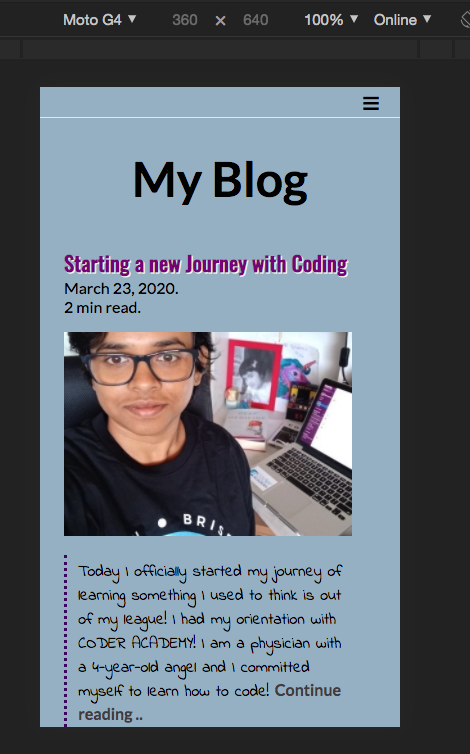 Moto G4 ▼ 360 × 640 100% ▼ Online ▼
My Blog
Starting a new Journey with Coding
March 23, 2020.
2 min read.
BRIS
Today I officially started my journey of
learning something I used to think is out
of my league! I had my orientation with
CODER ACADEMY! I am a physician with
a 4-year-old angel and I committed
myself to learn how to code! Continue
reading ..